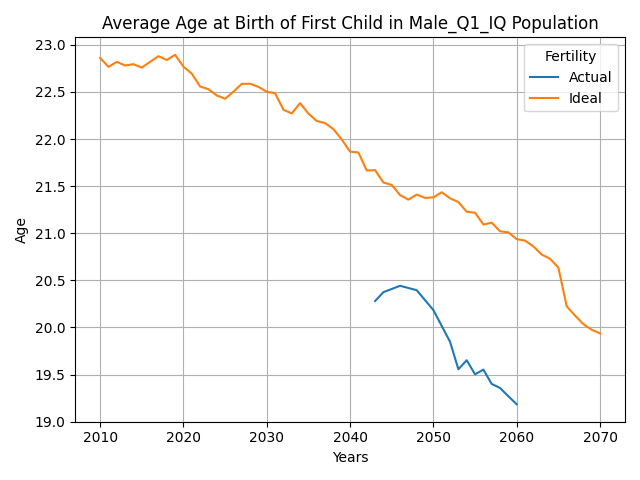 Average Age at Birth of First Child in Male_Q1_IQ Population
Fertility
Actual
Ideal
Age
23.0
22.5
22.0
21.5
21.0
20.5
20.0
19.5
19.0
2010
2020
2030
2040
2050
2060
2070
Years